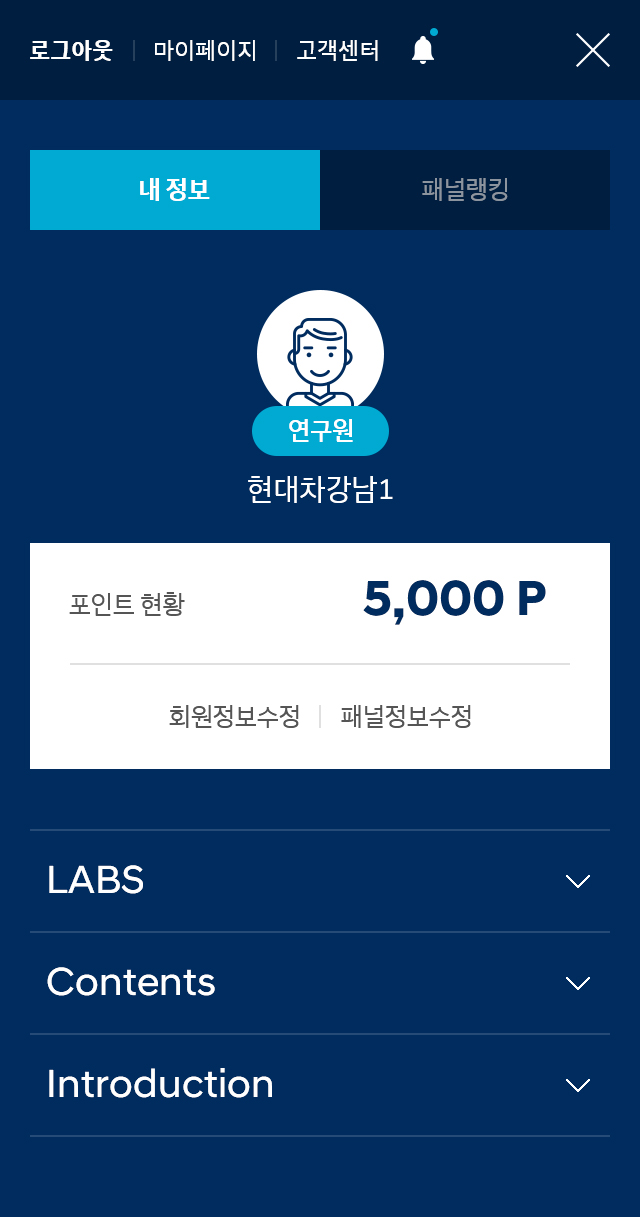 로그아웃 마이페이지 고객센터
내 정보 패널랭킹
연구원
현대차강남1
포인트 현황 5,000 P
회원정보수정 패널정보수정
LABS
Contents
Introduction